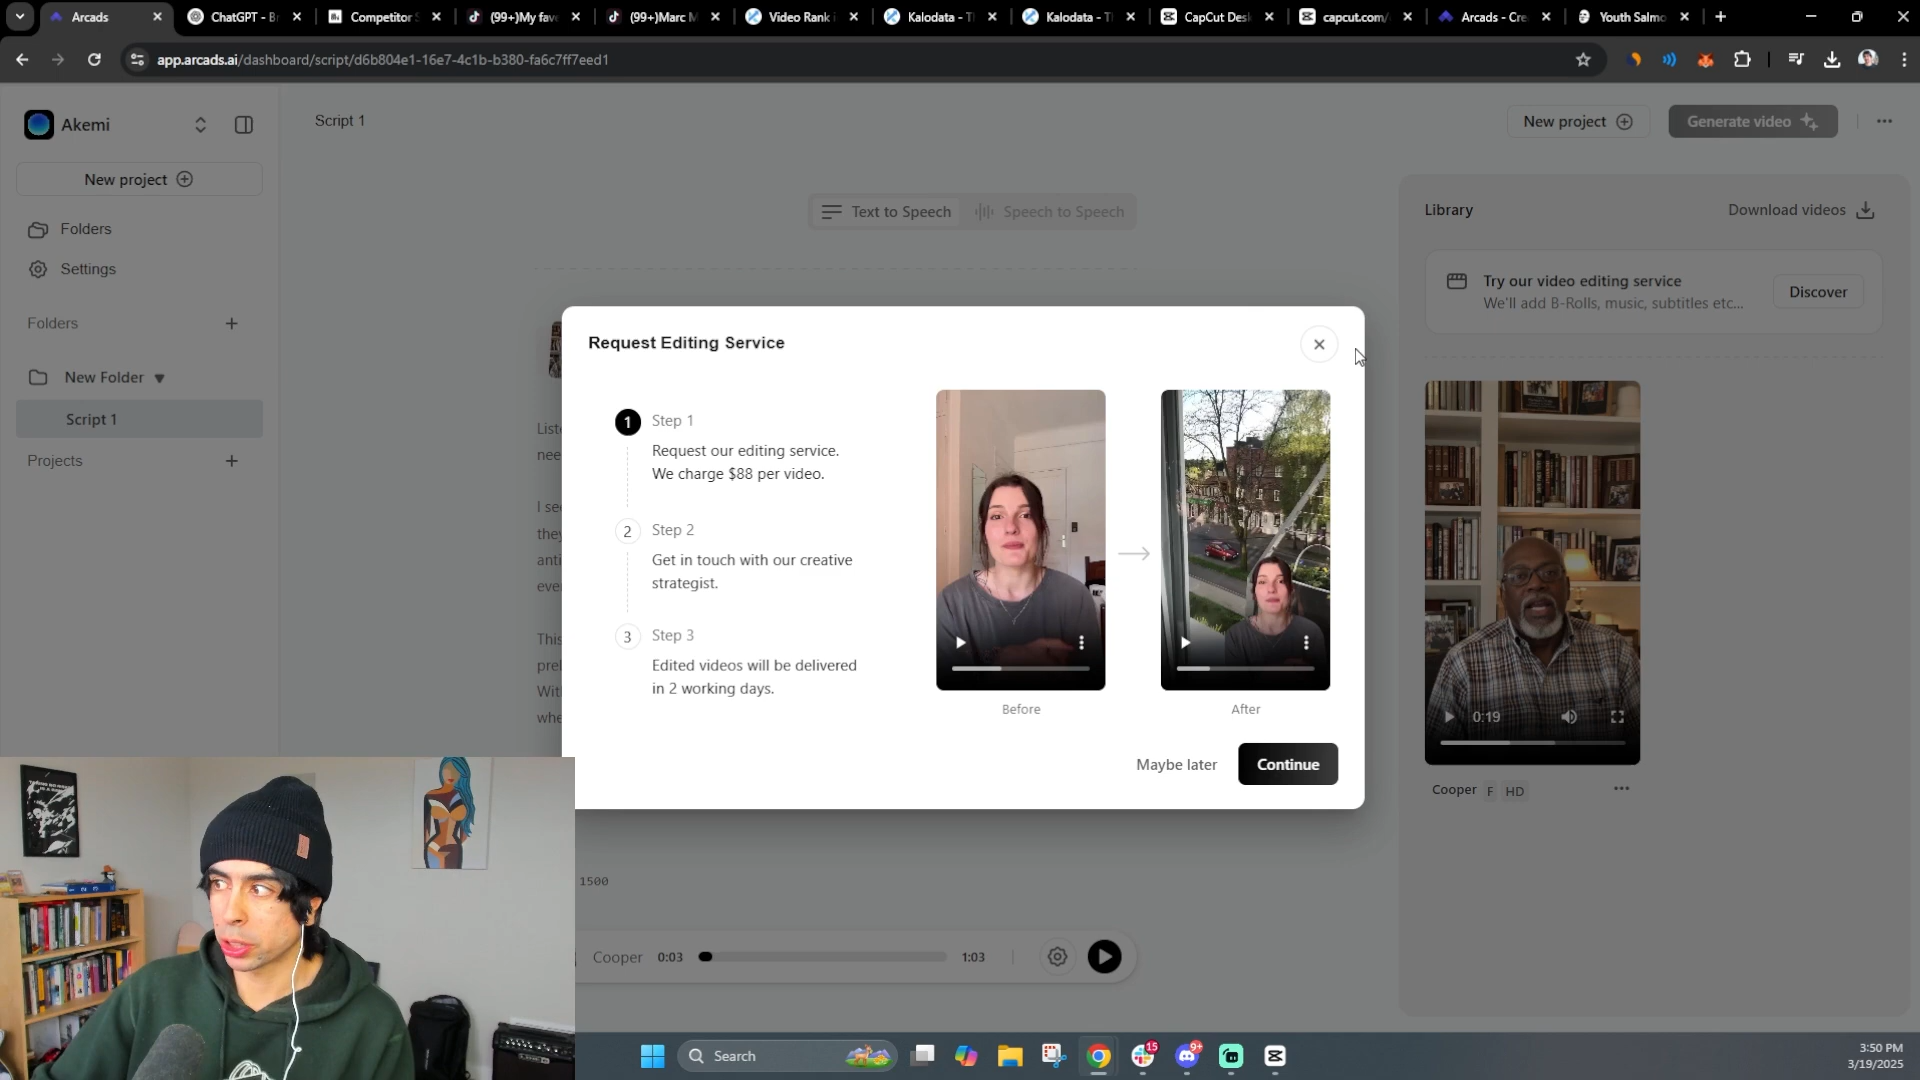 Arcads
ChatGPT - B
Competitor S
(99+)My fav
(99+)Marc M
Video Rank i
Kalodata - T
Kalodata - T
CapCut Des
capcut.com/
Arcads - Cre
Youth Salmo
app.arcads.ai/dashboard/script/d6b804e1-16e7-4c1b-b380-fa6c7ff7eed1
Akemi
Script 1
New project
Generate video
New project
Folders
Settings
Folders
New Folder
Script 1
Projects
Text to Speech
Speech to Speech
Library
Download videos
Try our video editing service
We'll add B-Rolls, music, subtitles etc...
Discover
Request Editing Service
1
Step 1
Request our editing service.
We charge $88 per video.
2
Step 2
Get in touch with our creative
strategist.
3
Step 3
Edited videos will be delivered
in 2 working days.
Before
After
Maybe later
Continue
0:19
Cooper F HD
1500
Cooper 0:03
1:03
Search
15
9+
3:50 PM
3/19/2025